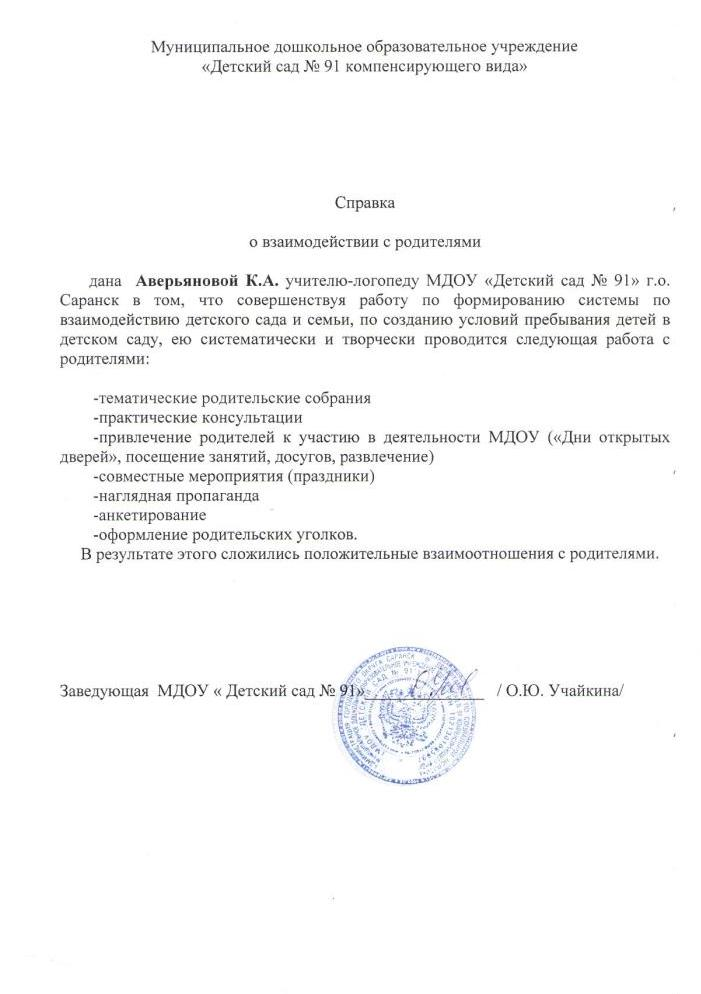 Муниципальное дошкольное образовательное учреждение
«Детский сад № 91 компенсирующего вида»
Справка
о взаимодействии с родителями
дана Аверьяновой К.А. учителю-логопеду МДОУ «Детский сад № 91» г.о.
Саранск в том, что совершенствуя работу по формированию системы по
взаимодействию детского сада и семьи, по созданию условий пребывания детей в
детском саду, ею систематически и творчески проводится следующая работа с
родителями:
-тематические родительские собрания
-практические консультации
-привлечение родителей к участию в деятельности МДОУ («Дни открытых
дверей», посещение занятий, досугов, развлечение)
-совместные мероприятия (праздники)
-наглядная пропаганда
-анкетирование
-оформление родительских уголков.
В результате этого сложились положительные взаимоотношения с родителями.
Заведующая МДОУ « Детский сад № 91» / О.Ю. Учайкина/